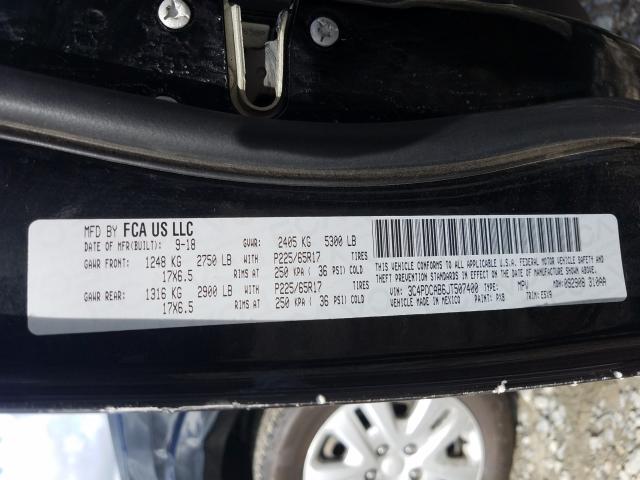 MFD BY FCA US LLC
DATE OF MFR(BUILT): 9-18 GVWR: 2405 KG 5300 LB
GAWR FRONT: 1248 KG 2750 LB WITH P225/65R17 TIRES
17X6.5 RIMS AT 250 KPA ( 36 PSI) COLD
GAWR REAR: 1316 KG 2900 LB WITH P225/65R17 TIRES
17X6.5 RIMS AT 250 KPA ( 36 PSI) COLD
THIS VEHICLE CONFORMS TO ALL APPLICABLE U.S.A. FEDERAL MOTOR VEHICLE SAFETY AND
THEFT PREVENTION STANDARDS IN EFFECT ON THE DATE OF MANUFACTURE SHOWN ABOVE.
VIN: 3C4PDCAB6JT507400 TYPE: MPV MDH: 092908 310AA
VEHICLE MADE IN MEXICO PAINT: PX8 TRIM: E5X9